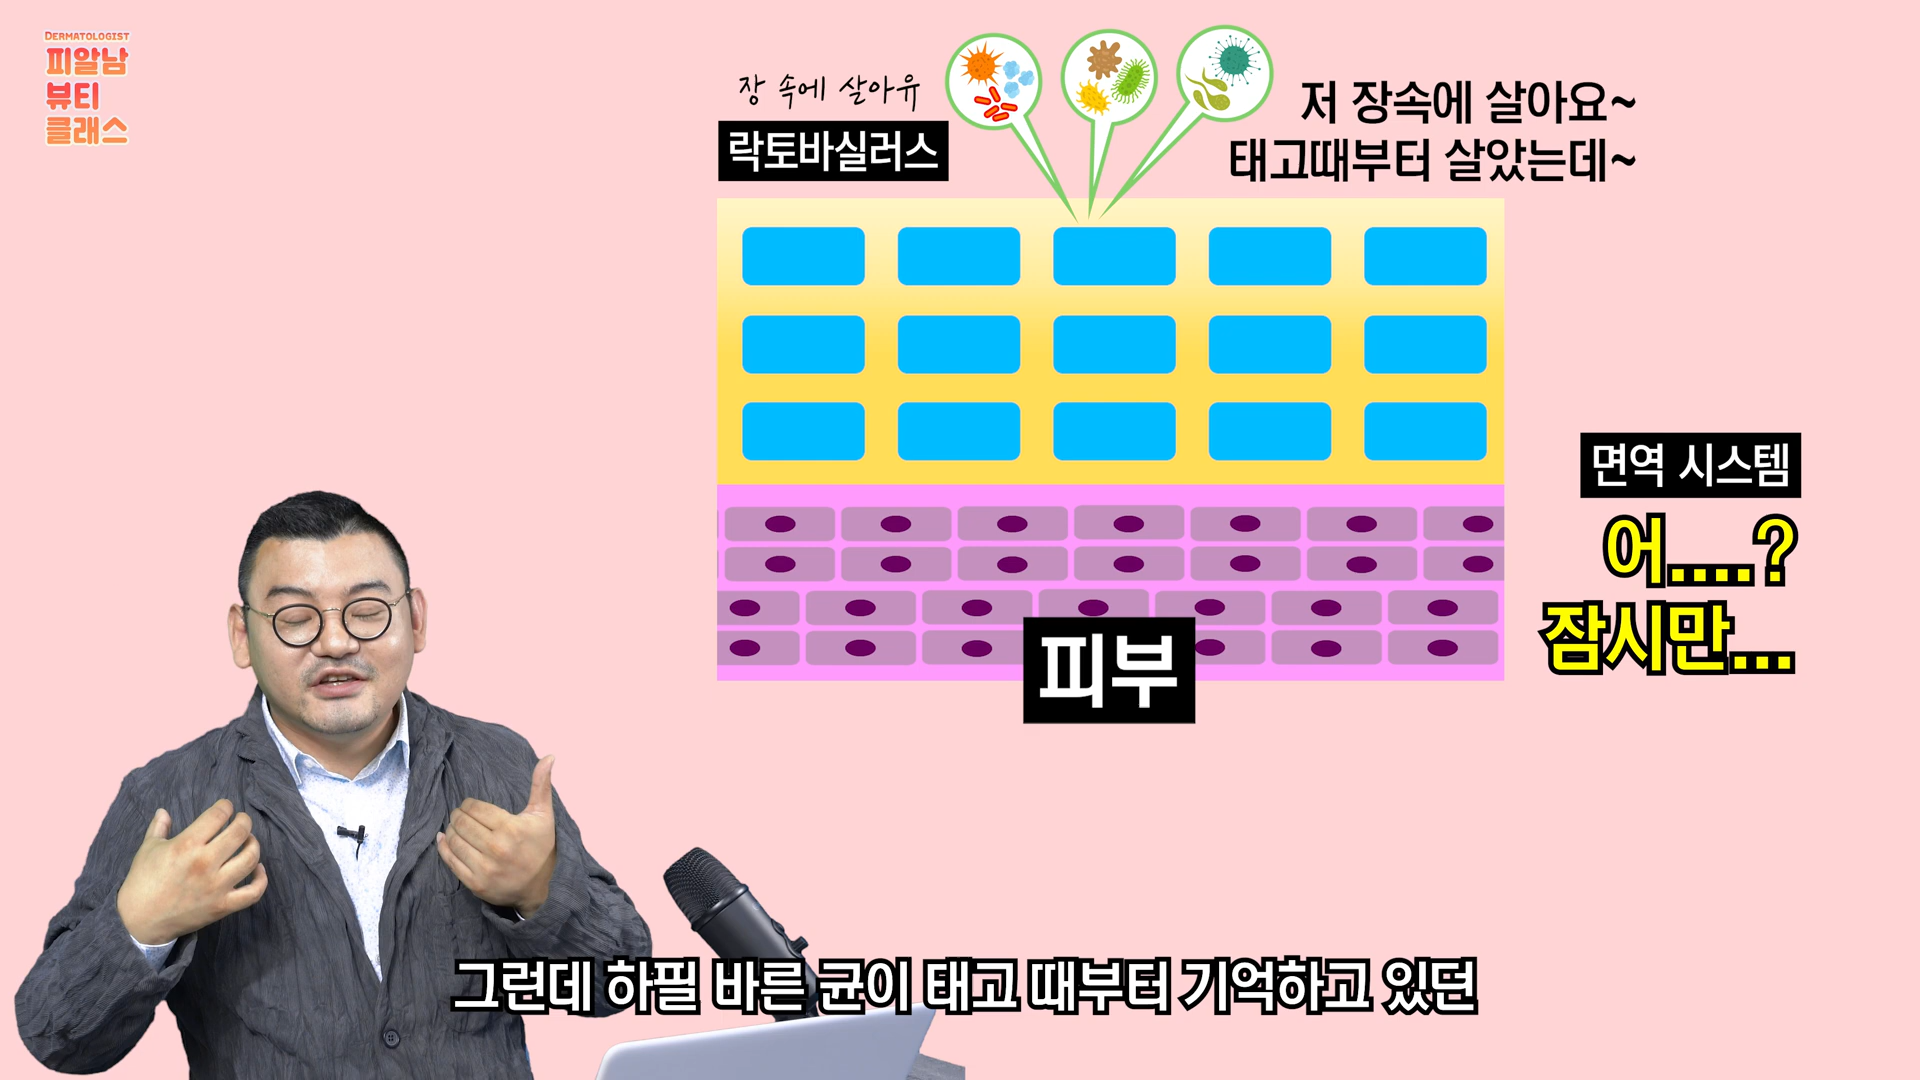 DERMATOLOGIST
피알남
뷰티
클래스
장 속에 살아유
락토바실러스
저 장속에 살아요~
태고때부터 살았는데~
면역 시스템
어....?
잠시만...
피부
그런데 하필 바른 균이 태고 때부터 기억하고 있던